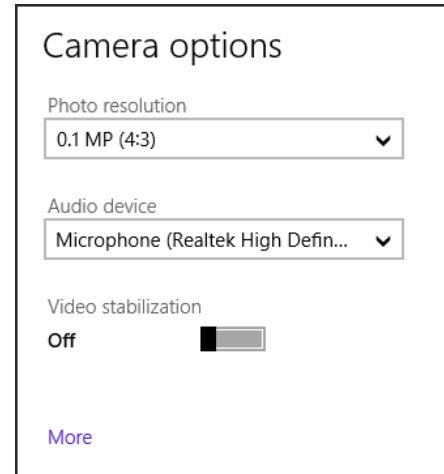 Camera options
Photo resolution
0.1 MP (4:3)
Audio device
Microphone (Realtek High Defin...
Video stabilization
Off
More